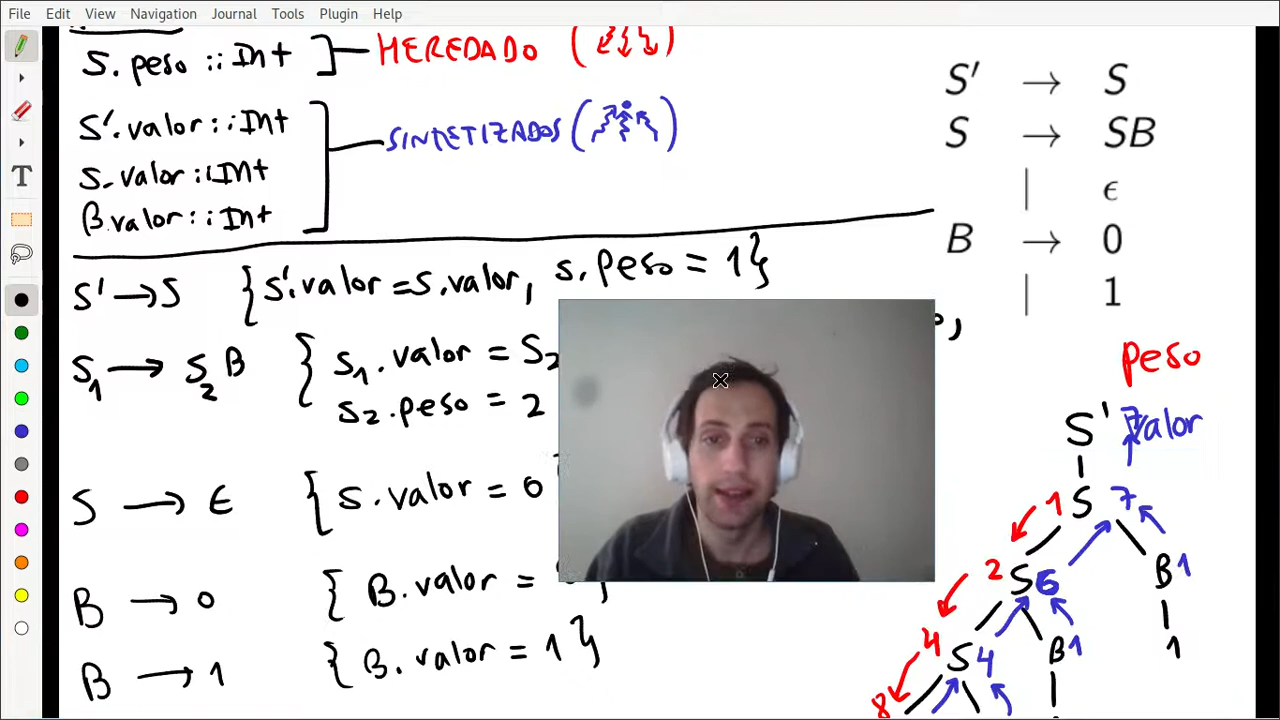 File Edit View Navigation Journal Tools Plugin Help
S.peso :: Int HEREDADO
S'.valor :: Int
SINTETIZADOS
S.valor :: Int
B.valor :: Int
S' → S {S'.valor = S.valor, S.peso = 1}
S₁ → S₂ B { S₁.valor = S₂
S₂.peso = 2
S → ε { S.valor = 0
B → 0 { B.valor =
B → 1 { B.valor = 1}
S' → S
S → SB
| ϵ
B → 0
| 1
peso
S' 7 valor
1 S 7
2 S 6 B 1
4 S 4 B 1 1
8
T